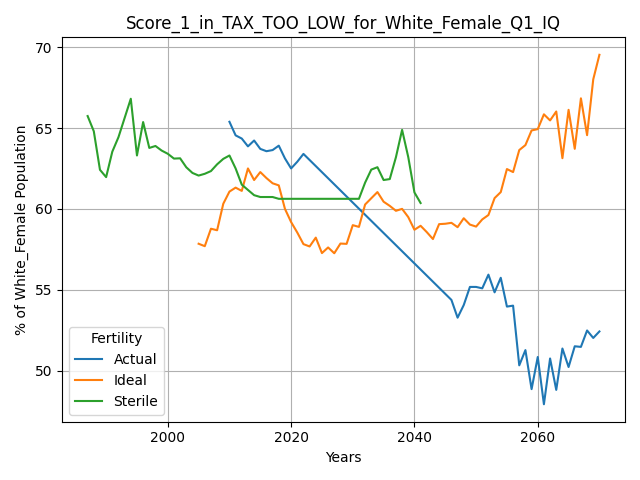 Score_1_in_TAX_TOO_LOW_for_White_Female_Q1_IQ
% of White_Female Population
70
65
60
55
50
Fertility
Actual
Ideal
Sterile
2000
2020
2040
2060
Years